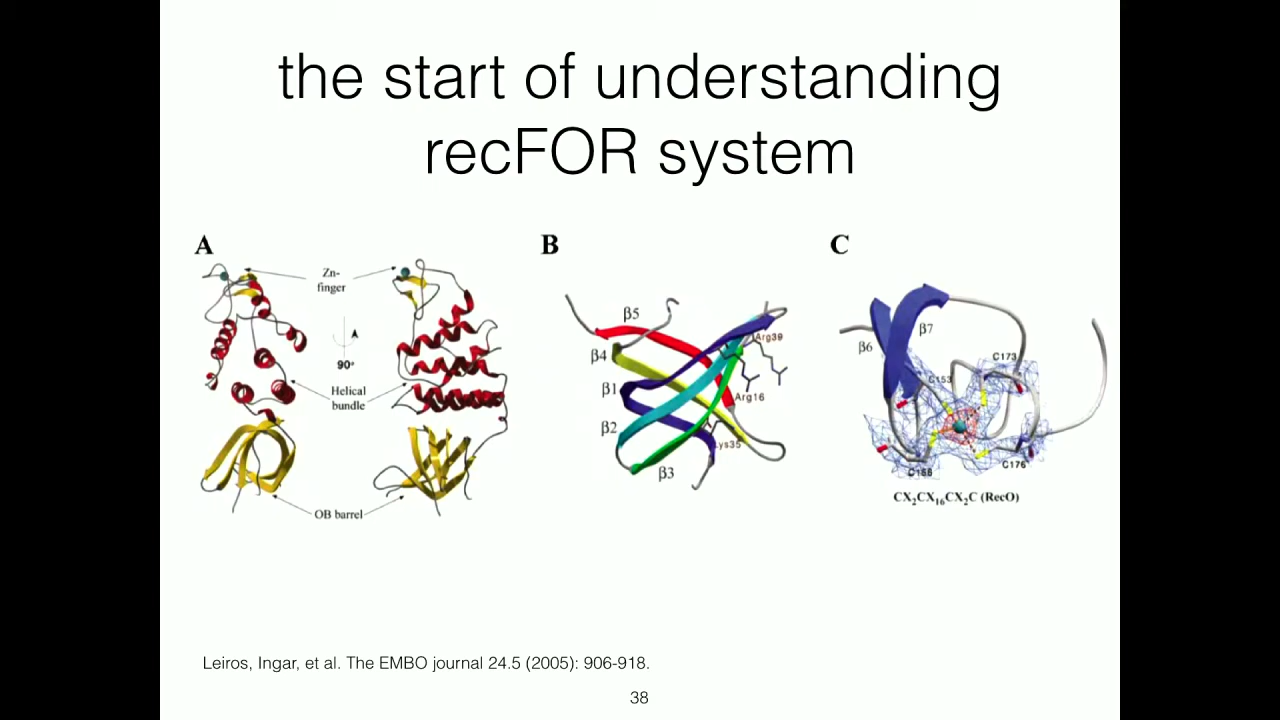 the start of understanding
recFOR system
A
B
C
Zn-
finger
90°
Helical
bundle
OB barrel
β5
β4
β1
β2
β3
Arg39
Arg16
Lys35
β6
β7
C173
C153
C176
CX2CX16CX2C (RecO)
Leiros, Ingar, et al. The EMBO journal 24.5 (2005): 906-918.
38